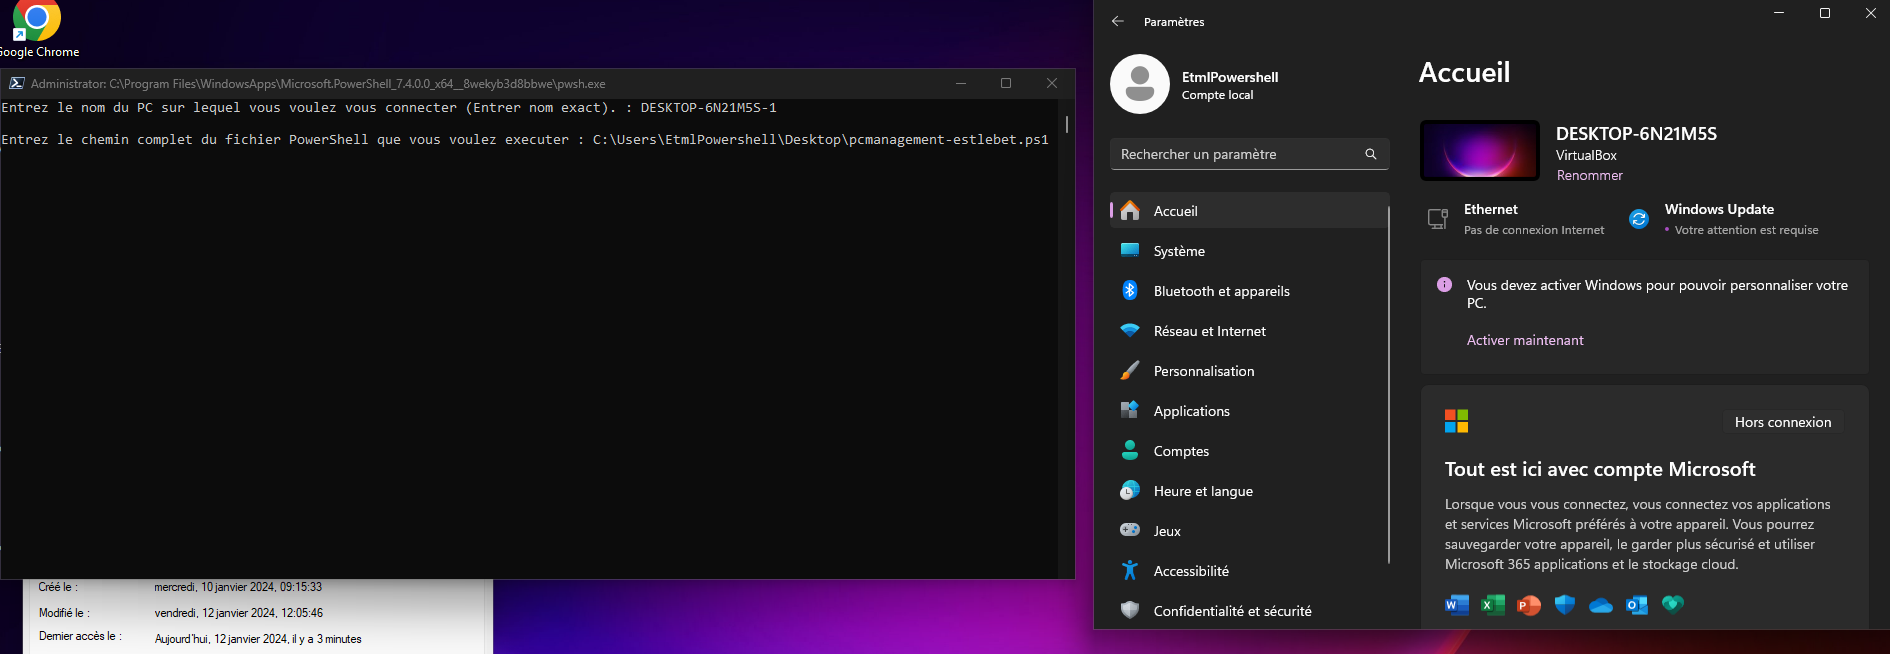 Google Chrome
Administrator: C:\Program Files\WindowsApps\Microsoft.PowerShell_7.4.0.0_x64__8wekyb3d8bbwe\pwsh.exe
Entrez le nom du PC sur lequel vous voulez vous connecter (Entrer nom exact). : DESKTOP-6N21M5S-1
Entrez le chemin complet du fichier PowerShell que vous voulez executer : C:\Users\EtmlPowershell\Desktop\pcmanagement-estlebet.ps1
Créé le : mercredi, 10 janvier 2024, 09:15:33
Modifié le : vendredi, 12 janvier 2024, 12:05:46
Dernier accès le : Aujourd'hui, 12 janvier 2024, il y a 3 minutes
Paramètres
EtmlPowershell
Compte local
Rechercher un paramètre
Accueil
Système
Bluetooth et appareils
Réseau et Internet
Personnalisation
Applications
Comptes
Heure et langue
Jeux
Accessibilité
Confidentialité et sécurité
Accueil
DESKTOP-6N21M5S
VirtualBox
Renommer
Ethernet
Pas de connexion Internet
Windows Update
• Votre attention est requise
Vous devez activer Windows pour pouvoir personnaliser votre
PC.
Activer maintenant
Hors connexion
Tout est ici avec compte Microsoft
Lorsque vous vous connectez, vous connectez vos applications
et services Microsoft préférés à votre appareil. Vous pourrez
sauvegarder votre appareil, le garder plus sécurisé et utiliser
Microsoft 365 applications et le stockage cloud.